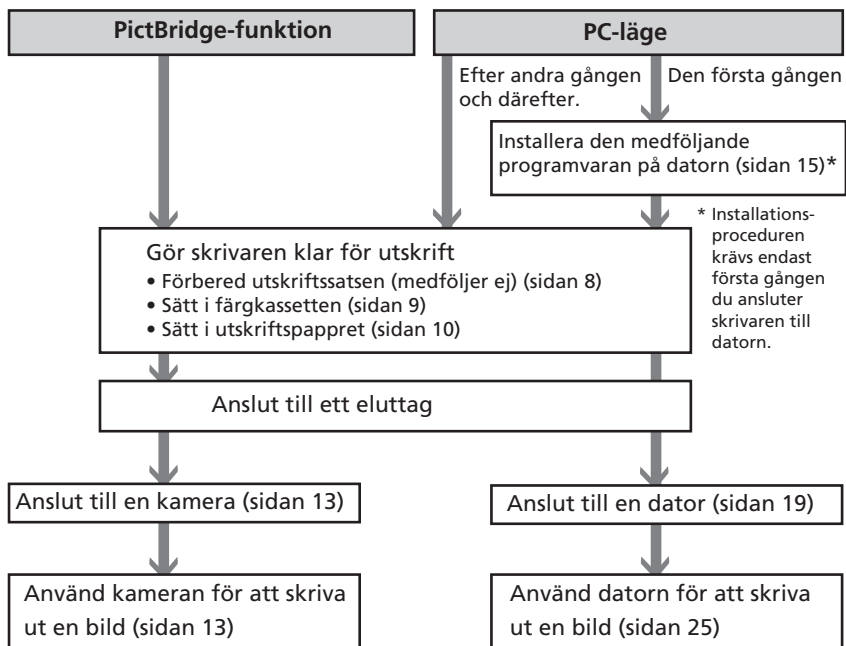 PictBridge-funktion
PC-läge
Efter andra gången
och därefter.
Den första gången
Installera den medföljande
programvaran på datorn (sidan 15)*
* Installations-
proceduren
krävs endast
första gången
du ansluter
skrivaren till
datorn.
Gör skrivaren klar för utskrift
• Förbered utskriftssatsen (medföljer ej) (sidan 8)
• Sätt i färgkassetten (sidan 9)
• Sätt i utskriftspappret (sidan 10)
Anslut till ett eluttag
Anslut till en kamera (sidan 13)
Anslut till en dator (sidan 19)
Använd kameran för att skriva
ut en bild (sidan 13)
Använd datorn för att skriva
ut en bild (sidan 25)